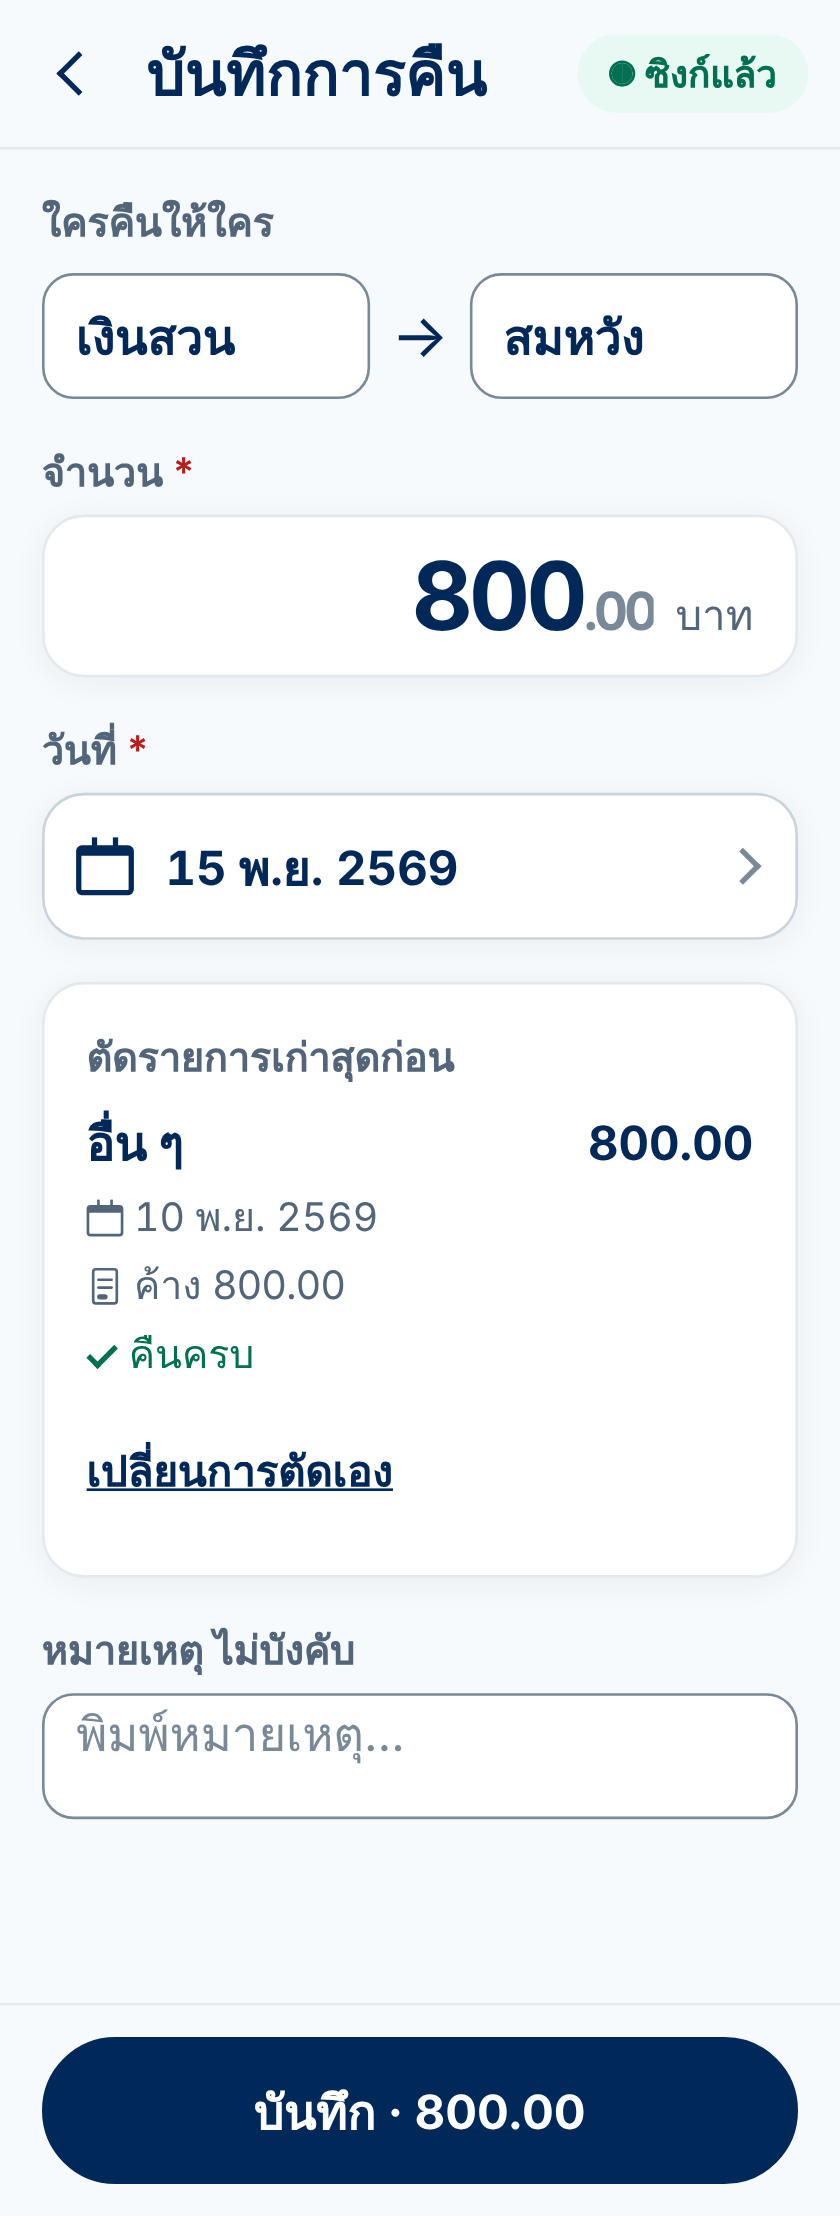 บันทึกการคืน
ซิงก์แล้ว
ใครคืนให้ใคร
เงินสวน → สมหวัง
จำนวน *
800.00 บาท
วันที่ *
15 พ.ย. 2569
ตัดรายการเก่าสุดก่อน
อื่น ๆ 800.00
10 พ.ย. 2569
ค้าง 800.00
คืนครบ
เปลี่ยนการตัดเอง
หมายเหตุ ไม่บังคับ
พิมพ์หมายเหตุ...
บันทึก · 800.00